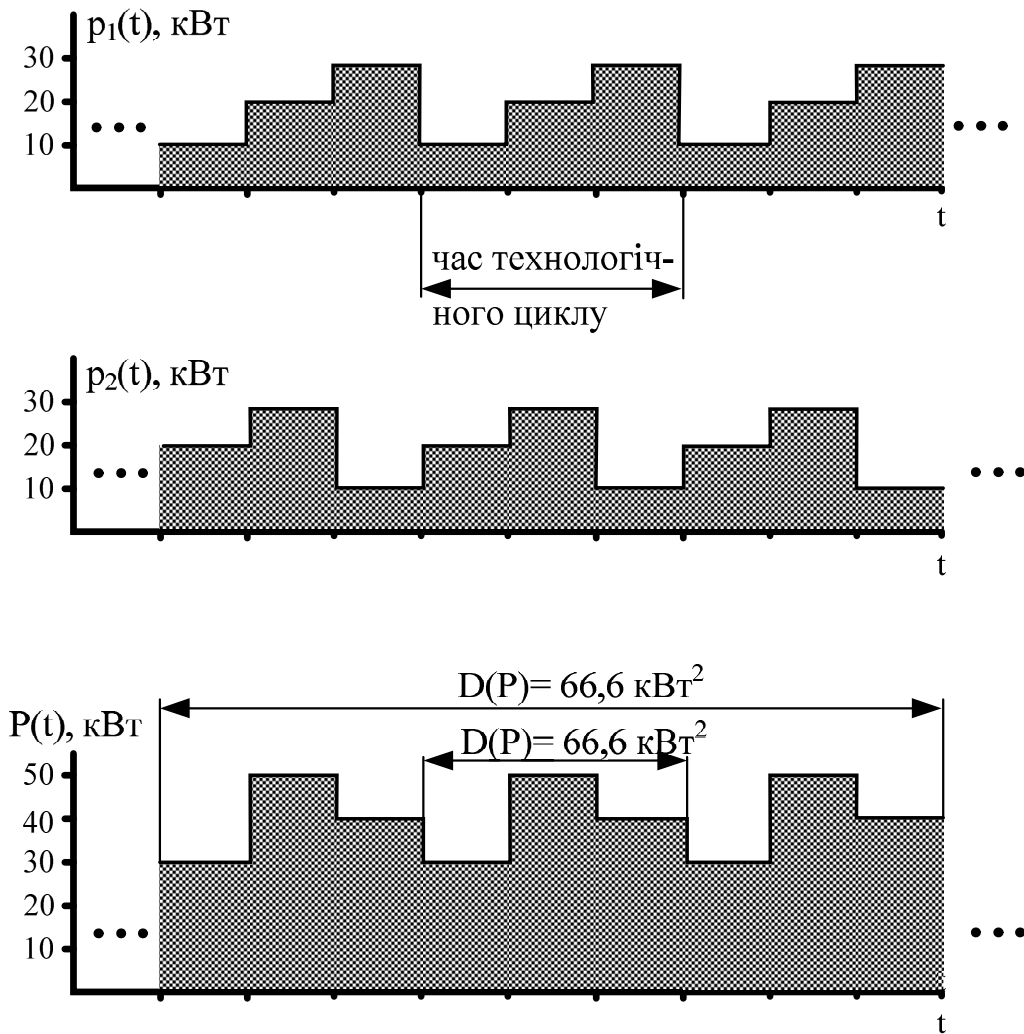 p₁(t), кВт
30
20
10
• • •
• • •
t
час технологіч-
ного циклу
p₂(t), кВт
30
20
10
• • •
• • •
t
D(P)= 66,6 кВт²
P(t), кВт
D(P)= 66,6 кВт²
50
40
30
20
10
• • •
• • •
t